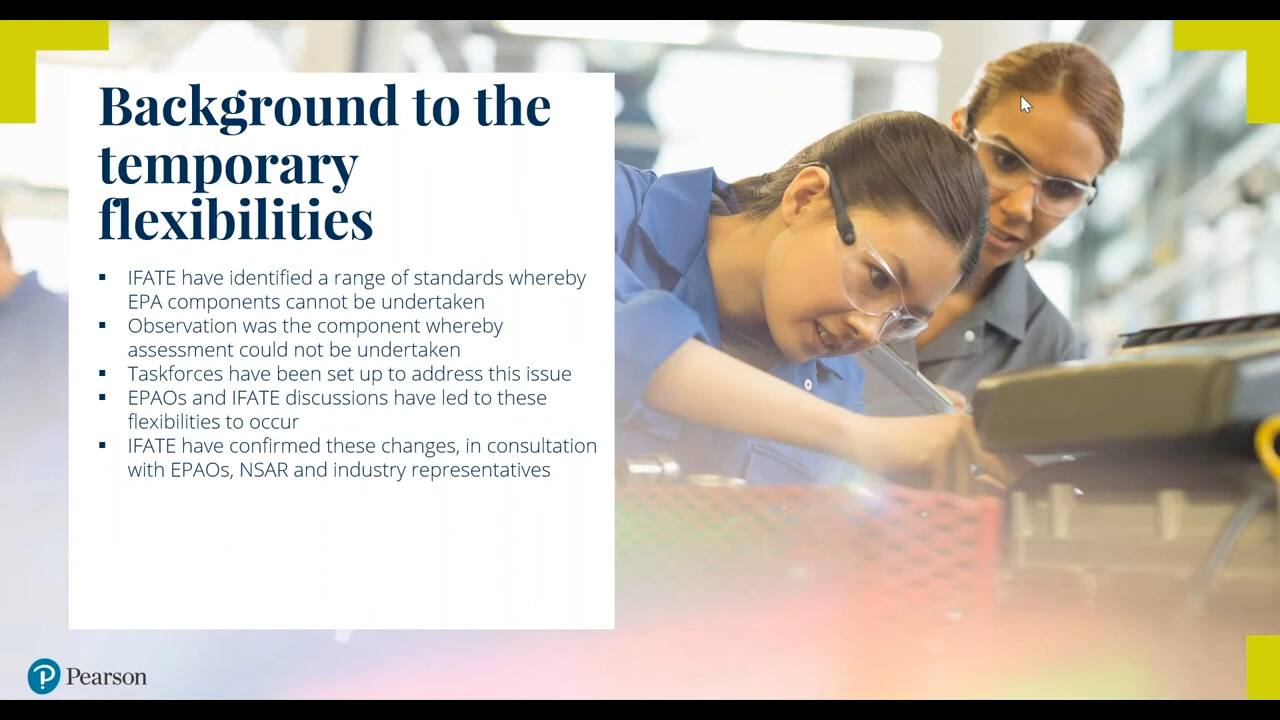 Background to the
temporary
flexibilities
▪ IFATE have identified a range of standards whereby
EPA components cannot be undertaken
▪ Observation was the component whereby
assessment could not be undertaken
▪ Taskforces have been set up to address this issue
▪ EPAOs and IFATE discussions have led to these
flexibilities to occur
▪ IFATE have confirmed these changes, in consultation
with EPAOs, NSAR and industry representatives
Pearson